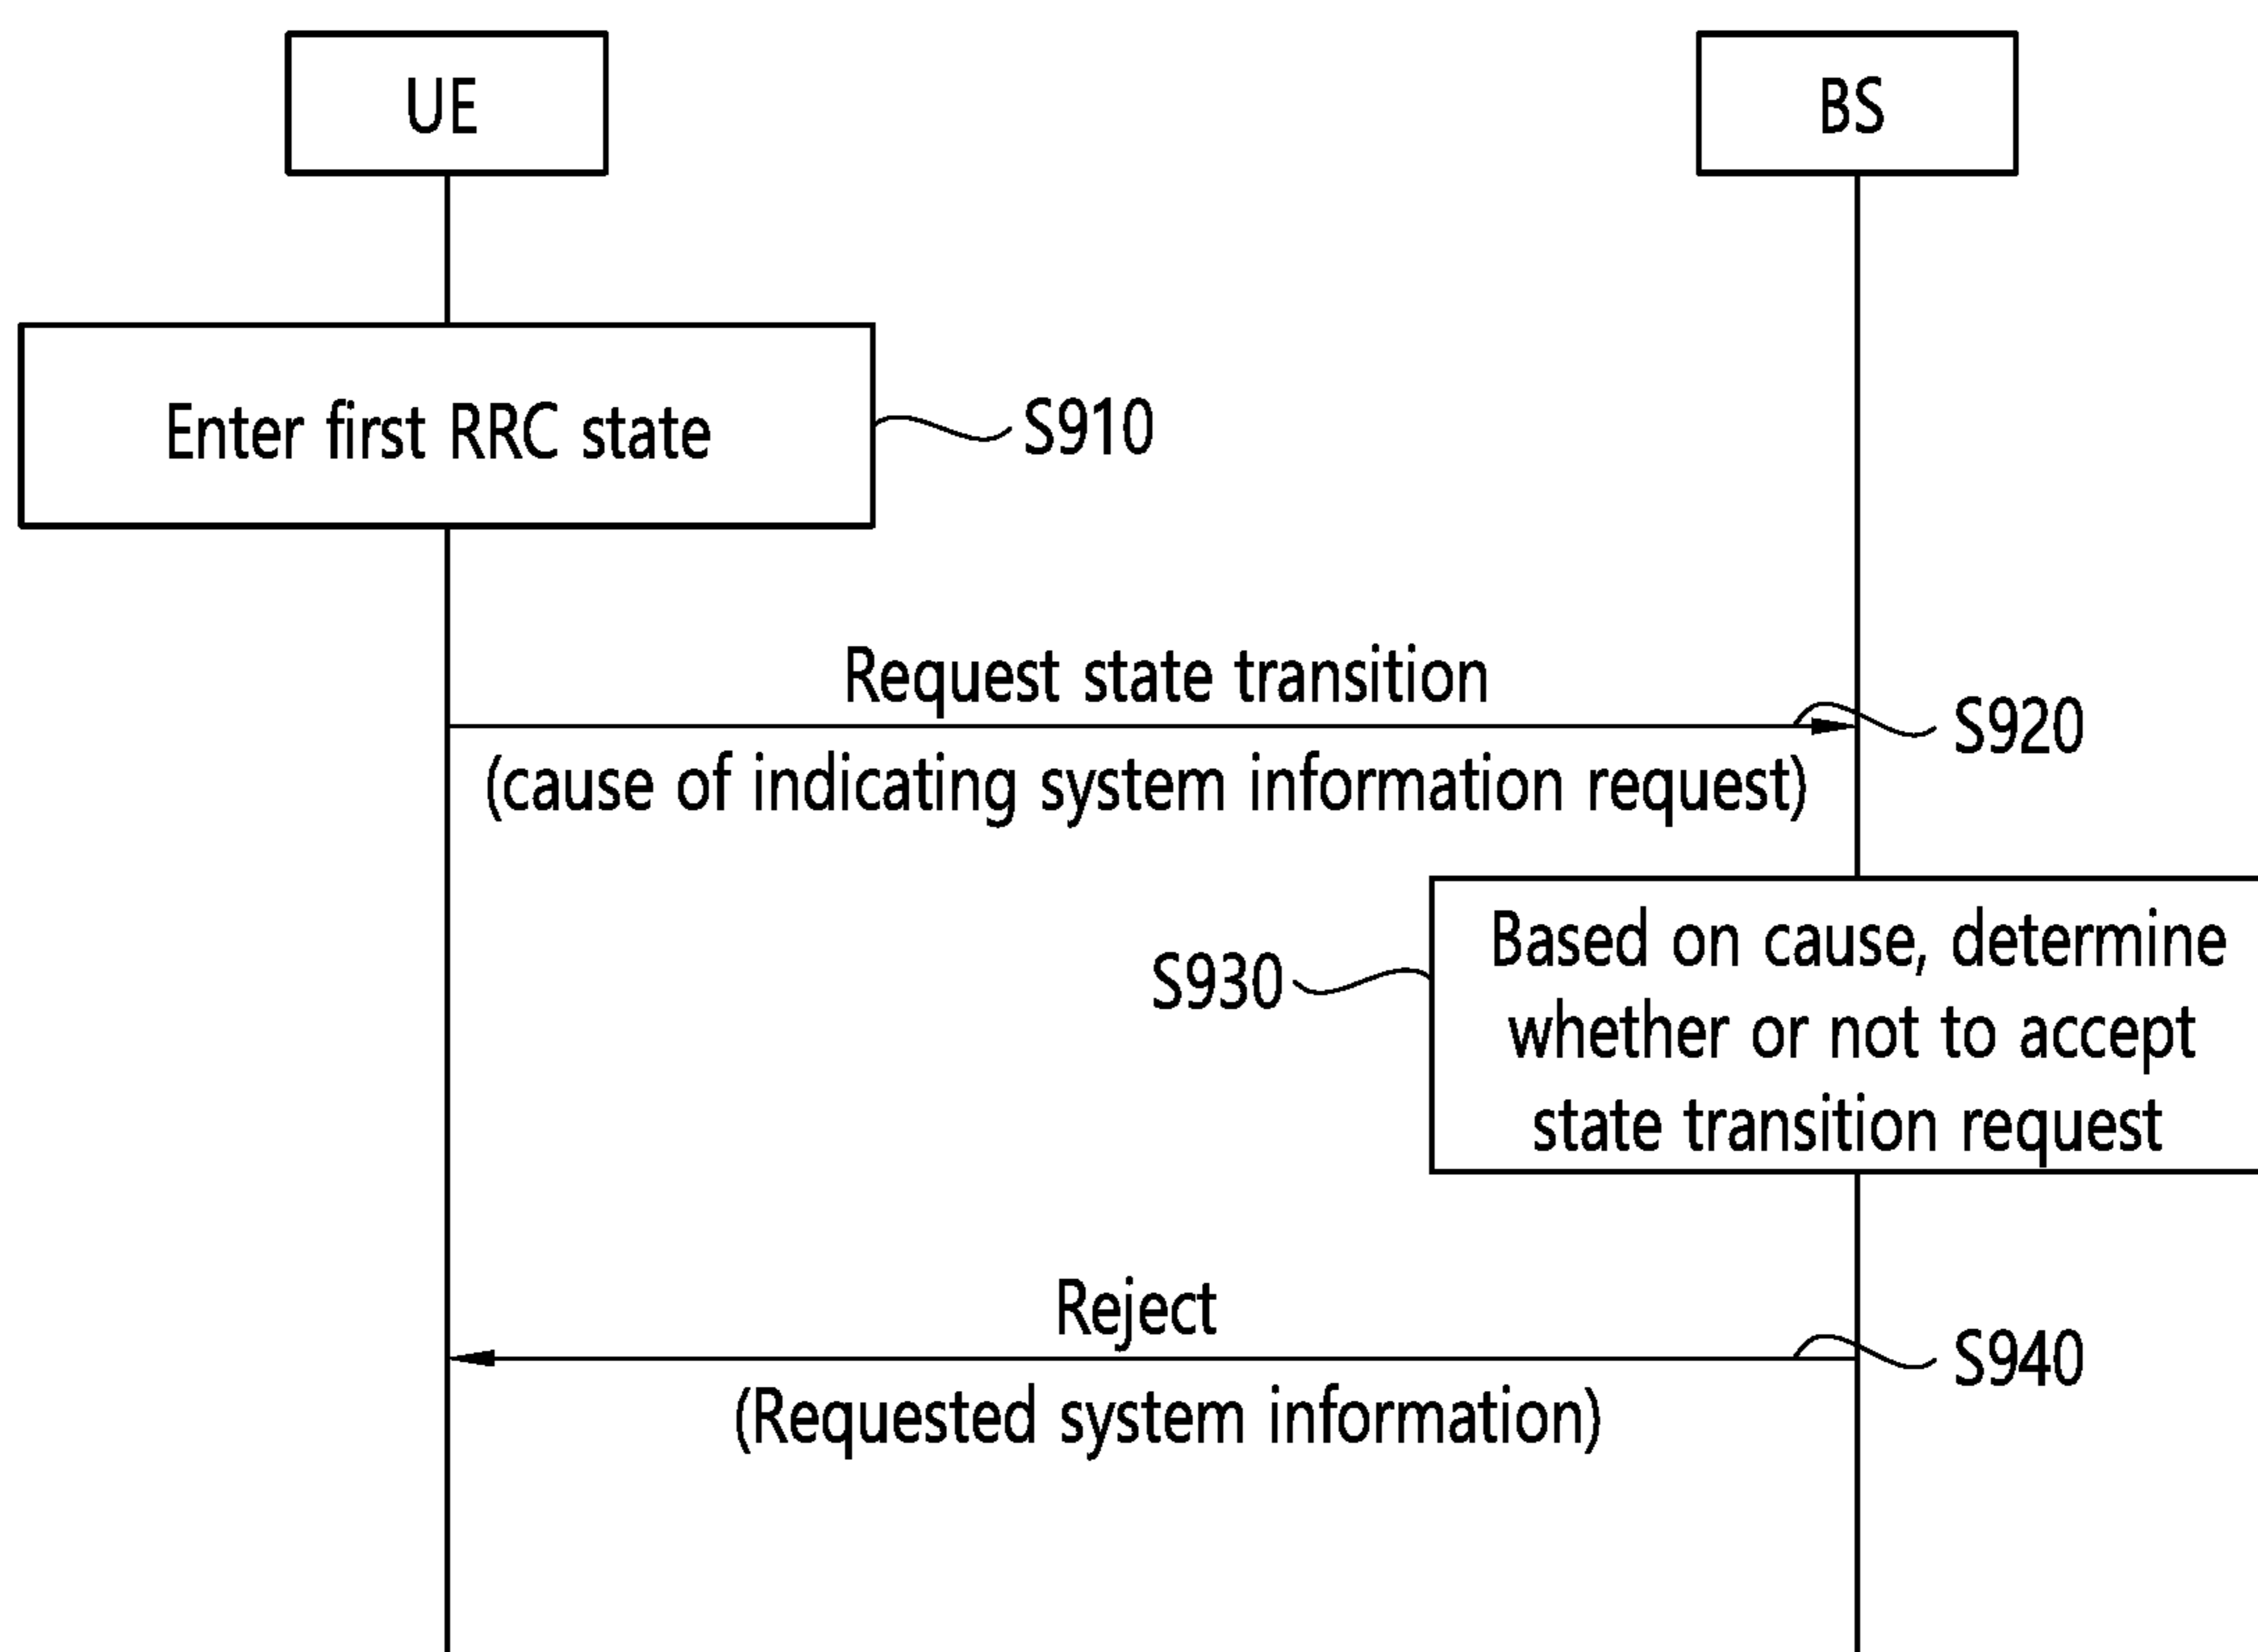 UE
BS
Enter first RRC state
S910
Request state transition
S920
(cause of indicating system information request)
Based on cause, determine
S930
whether or not to accept
state transition request
Reject
S940
(Requested system information)